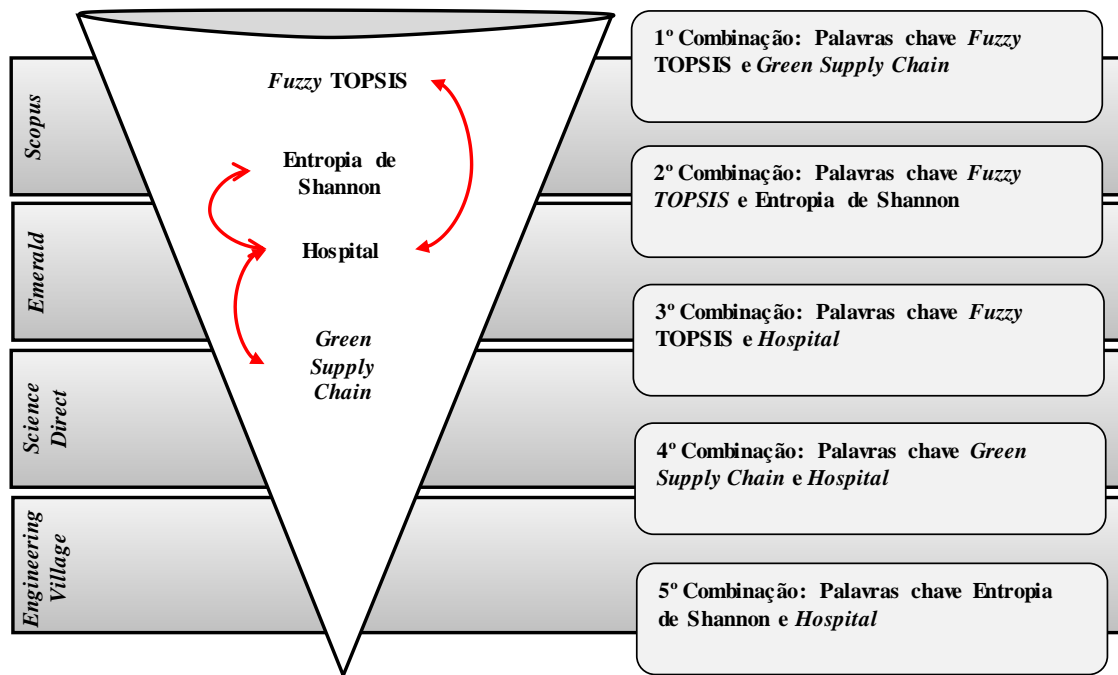 Scopus
Emerald
Science
Direct
Engineering
Village
Fuzzy TOPSIS
Entropia de
Shannon
Hospital
Green
Supply
Chain
1º Combinação: Palavras chave Fuzzy
TOPSIS e Green Supply Chain
2º Combinação: Palavras chave Fuzzy
TOPSIS e Entropia de Shannon
3º Combinação: Palavras chave Fuzzy
TOPSIS e Hospital
4º Combinação: Palavras chave Green
Supply Chain e Hospital
5º Combinação: Palavras chave Entropia
de Shannon e Hospital